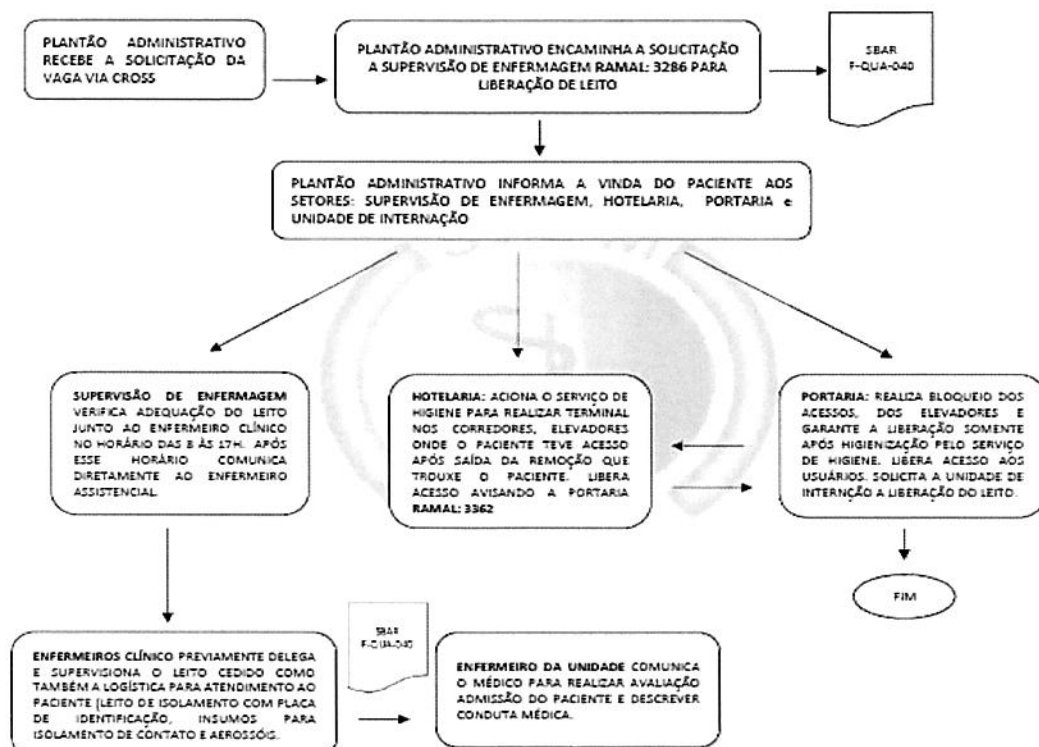 PLANTÃO ADMINISTRATIVO
RECEBE A SOLICITAÇÃO DA
VAGA VIA CROSS
PLANTÃO ADMINISTRATIVO ENCAMINHA A SOLICITAÇÃO
A SUPERVISÃO DE ENFERMAGEM RAMAL: 3286 PARA
LIBERAÇÃO DE LEITO
SBAR
F-QUA-040
PLANTÃO ADMINISTRATIVO INFORMA A VINDA DO PACIENTE AOS
SETORES: SUPERVISÃO DE ENFERMAGEM, HOTELARIA, PORTARIA e
UNIDADE DE INTERNAÇÃO
SUPERVISÃO DE ENFERMAGEM
VERIFICA ADEQUAÇÃO DO LEITO
JUNTO AO ENFERMEIRO CLÍNICO
NO HORÁRIO DAS 8 ÀS 17H. APÓS
ESSE HORÁRIO COMUNICA
DIRETAMENTE AO ENFERMEIRO
ASSISTENCIAL.
HOTELARIA: ACIONA O SERVIÇO DE
HIGIENE PARA REALIZAR TERMINAL
NOS CORREDORES, ELEVADORES
ONDE O PACIENTE TEVE ACESSO
APÓS SAÍDA DA REMOÇÃO QUE
TROUXE O PACIENTE. LIBERA
ACESSO AVISANDO A PORTARIA
RAMAL: 3362
PORTARIA: REALIZA BLOQUEIO DOS
ACESSOS, DOS ELEVADORES E
GARANTE A LIBERAÇÃO SOMENTE
APÓS HIGIENIZAÇÃO PELO SERVIÇO
DE HIGIENE. LIBERA ACESSO AOS
USUÁRIOS. SOLICITA A UNIDADE DE
INTERNÇÃO A LIBERAÇÃO DO LEITO.
FIM
SBAR
F-QUA-040
ENFERMEIROS CLÍNICO PREVIAMENTE DELEGA
E SUPERVISIONA O LEITO CEDIDO COMO
TAMBÉM A LOGÍSTICA PARA ATENDIMENTO AO
PACIENTE (LEITO DE ISOLAMENTO COM PLACA
DE IDENTIFICAÇÃO, INSUMOS PARA
ISOLAMENTO DE CONTATO E AEROSSÓIS.
ENFERMEIRO DA UNIDADE COMUNICA
O MÉDICO PARA REALIZAR AVALIAÇÃO
ADMISSÃO DO PACIENTE E DESCREVER
CONDUTA MÉDICA.